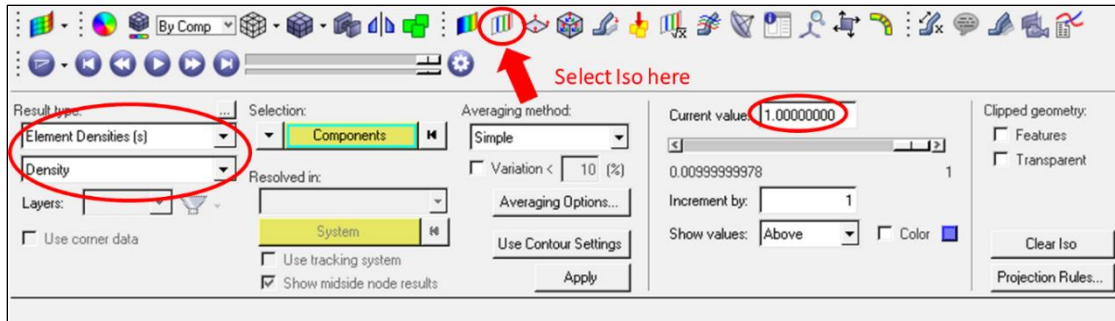 By Comp
Select Iso here
Result type:
...
Element Densities (s)
Density
Layers:
Use corner data
Selection:
Components
Resolved in:
System
Use tracking system
Show midside node results
Averaging method:
Simple
Variation < 10 (%)
Averaging Options...
Use Contour Settings
Apply
Current value: 1.00000000
0.00999999978 1
Increment by: 1
Show values: Above Color
Clipped geometry:
Features
Transparent
Clear Iso
Projection Rules...